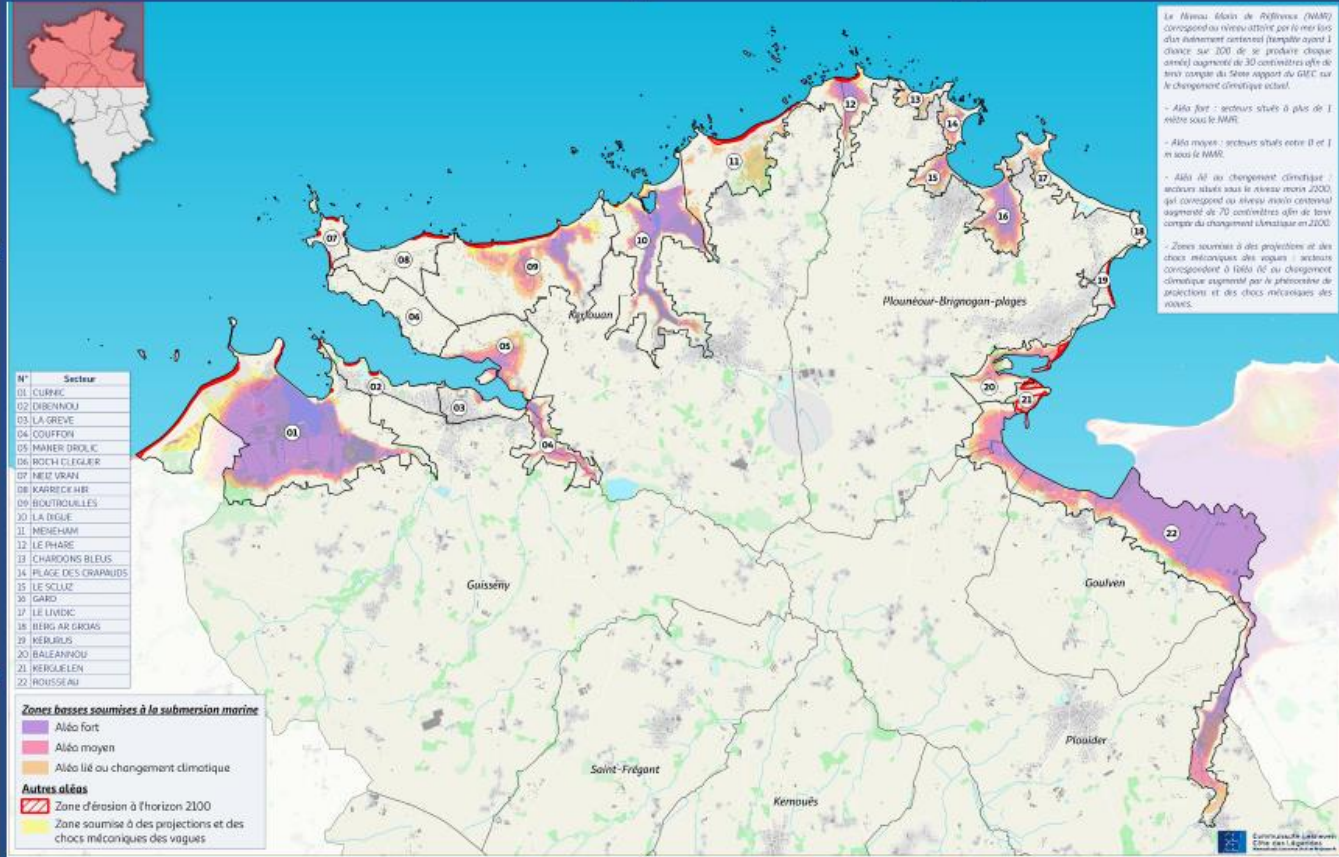 Le Niveau Marin de Référence (NMR)
correspond au niveau atteint par la mer lors
d'un événement centennal (tempête ayant 1
chance sur 100 de se produire chaque
année) augmenté de 30 centimètres afin de
tenir compte du 5ème rapport du GIEC sur
le changement climatique actuel.
- Aléa fort : secteurs situés à plus de 1
mètre sous le NMR.
- Aléa moyen : secteurs situés entre 0 et 1
m sous le NMR.
- Aléa lié au changement climatique :
secteurs situés sous le niveau marin 2100,
qui correspond au niveau marin centennal
augmenté de 70 centimètres afin de tenir
compte du changement climatique en 2100.
- Zones soumises à des projections et des
chocs mécaniques des vagues : secteurs
correspondant à l'aléa lié au changement
climatique augmenté par le phénomène de
projections et des chocs mécaniques des
vagues.
12
13
14
11
15
17
16
18
07
10
08
09
19
Kerlouan
Plounéour-Brignogan-plages
06
05
20
21
02
03
01
04
22
Guissény
Goulven
Plouider
Saint-Frégant
Kernouës
N° Secteur
01 CURNIC
02 DIBENNOU
03 LA GREVE
04 COUFFON
05 MANER DROLIC
06 ROCH CLEGUER
07 NEIZ VRAN
08 KARRECK HIR
09 BOUTROUILLES
10 LA DIGUE
11 MENEHAM
12 LE PHARE
13 CHARDONS BLEUS
14 PLAGE DES CRAPAUDS
15 LE SCLUZ
16 GARO
17 LE LIVIDIC
18 BERG AR GROAS
19 KERURUS
20 BALEANNOU
21 KERGUELEN
22 ROUSSEAU
Zones basses soumises à la submersion marine
Aléa fort
Aléa moyen
Aléa lié au changement climatique
Autres aléas
Zone d'érosion à l'horizon 2100
Zone soumise à des projections et des
chocs mécaniques des vagues
Communauté Lesneven
Côte des Légendes